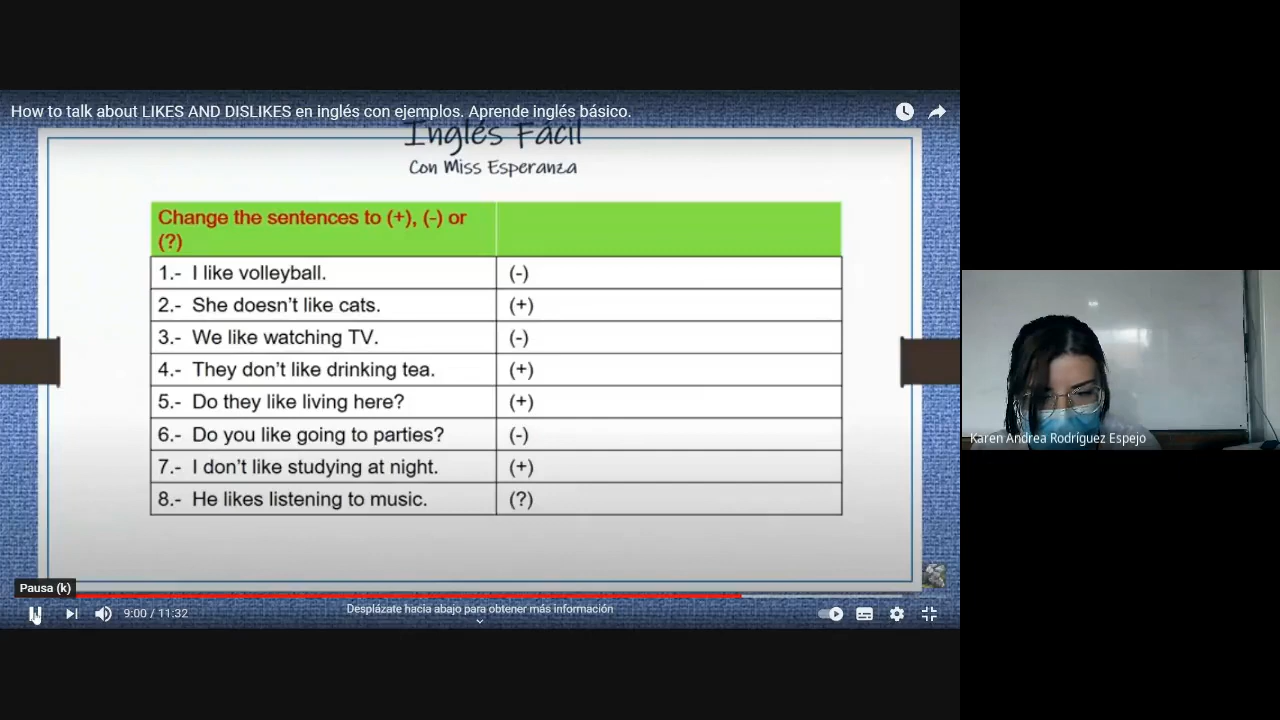 How to talk about LIKES AND DISLIKES en inglés con ejemplos. Aprende inglés básico.
Inglés Fácil
Con Miss Esperanza
Change the sentences to (+), (-) or
(?)
1.- I like volleyball. (-)
2.- She doesn't like cats. (+)
3.- We like watching TV. (-)
4.- They don't like drinking tea. (+)
5.- Do they like living here? (+)
6.- Do you like going to parties? (-)
7.- I don't like studying at night. (+)
8.- He likes listening to music. (?)
Karen Andrea Rodríguez Espejo
Pausa (k)
9:00 / 11:32
Desplázate hacia abajo para obtener más información